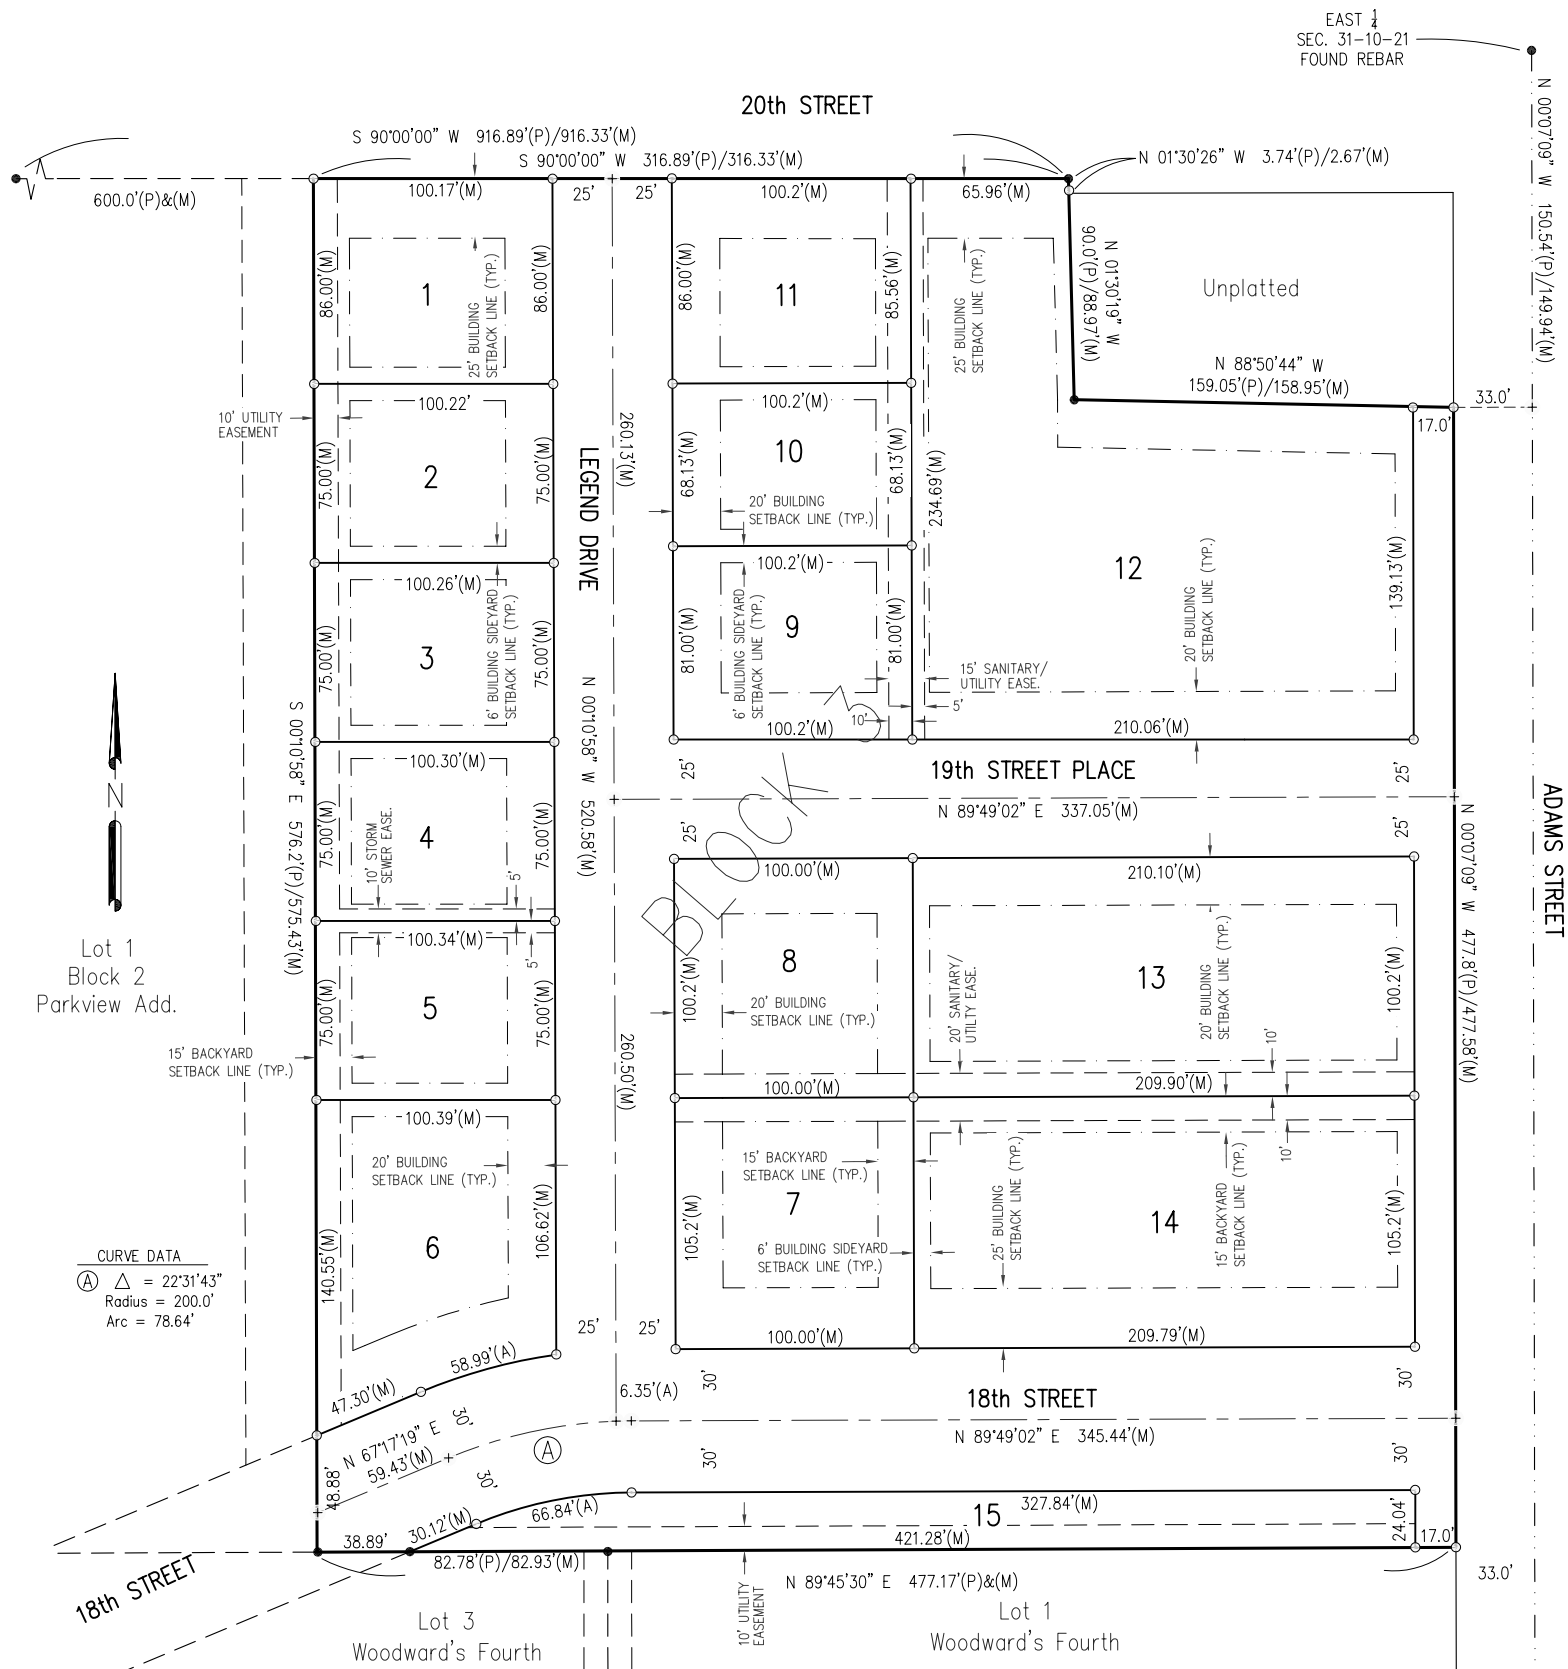 EAST 1/4
SEC. 31-10-21
FOUND REBAR
N 00°07'09" W 150.54'(P)/149.94'(M)
20th STREET
S 90°00'00" W 916.89'(P)/916.33'(M)
S 90°00'00" W 316.89'(P)/316.33'(M)
N 01°30'26" W 3.74'(P)/2.67'(M)
600.0'(P)&(M)
100.17'(M)
25'
25'
100.2'(M)
65.96'(M)
86.00'(M)
1
25' BUILDING
SETBACK LINE (TYP.)
86.00'(M)
86.00'(M)
11
85.56'(M)
25' BUILDING
SETBACK LINE (TYP.)
N 01°30'19" W
90.0'(P)/88.97'(M)
Unplatted
N 88°50'44" W
159.05'(P)/158.95'(M)
33.0'
17.0'
10' UTILITY
EASEMENT
100.22'
75.00'(M)
2
75.00'(M)
LEGEND DRIVE
260.13'(M)
100.2'(M)
68.13'(M)
10
68.13'(M)
20' BUILDING
SETBACK LINE (TYP.)
234.69'(M)
12
139.13'(M)
20' BUILDING
SETBACK LINE (TYP.)
100.26'(M)
75.00'(M)
3
6' BUILDING SIDEYARD
SETBACK LINE (TYP.)
75.00'(M)
100.2'(M)
81.00'(M)
9
6' BUILDING SIDEYARD
SETBACK LINE (TYP.)
81.00'(M)
15' SANITARY/
UTILITY EASE.
5'
10'
100.2'(M)
210.06'(M)
N
S 00°10'58" E 576.2'(P)/575.43'(M)
N 00°10'58" W 520.58'(M)
BLOCK 3
25'
19th STREET PLACE
25'
N 89°49'02" E 337.05'(M)
25'
25'
ADAMS STREET
N 00°07'09" W 477.8'(P)/477.58'(M)
100.30'(M)
75.00'(M)
10' STORM
SEWER EASE.
4
5'
75.00'(M)
100.00'(M)
210.10'(M)
Lot 1
Block 2
Parkview Add.
100.34'(M)
75.00'(M)
5
5'
75.00'(M)
100.2'(M)
8
20' BUILDING
SETBACK LINE (TYP.)
20' SANITARY/
UTILTY EASE.
13
20' BUILDING
SETBACK LINE (TYP.)
10'
100.2'(M)
15' BACKYARD
SETBACK LINE (TYP.)
260.50'(M)
100.00'(M)
209.90'(M)
100.39'(M)
20' BUILDING
SETBACK LINE (TYP.)
6
106.62'(M)
140.55'(M)
15' BACKYARD
SETBACK LINE (TYP.)
7
105.2'(M)
6' BUILDING SIDEYARD
SETBACK LINE (TYP.)
25' BUILDING
SETBACK LINE (TYP.)
14
15' BACKYARD
SETBACK LINE (TYP.)
10'
105.2'(M)
CURVE DATA
A △ = 22°31'43"
Radius = 200.0'
Arc = 78.64'
25'
25'
100.00'(M)
209.79'(M)
58.99'(A)
47.30'(M)
6.35'(A)
30'
18th STREET
30'
N 89°49'02" E 345.44'(M)
30'
N 67°17'19" E
59.43'(M)
A
30'
30'
30'
48.88'
30.12'(M)
66.84'(A)
15
327.84'(M)
24.04'
38.89'
421.28'(M)
17.0'
82.78'(P)/82.93'(M)
18th STREET
10' UTILITY
EASEMENT
N 89°45'30" E 477.17'(P)&(M)
33.0'
Lot 3
Woodward's Fourth
Lot 1
Woodward's Fourth